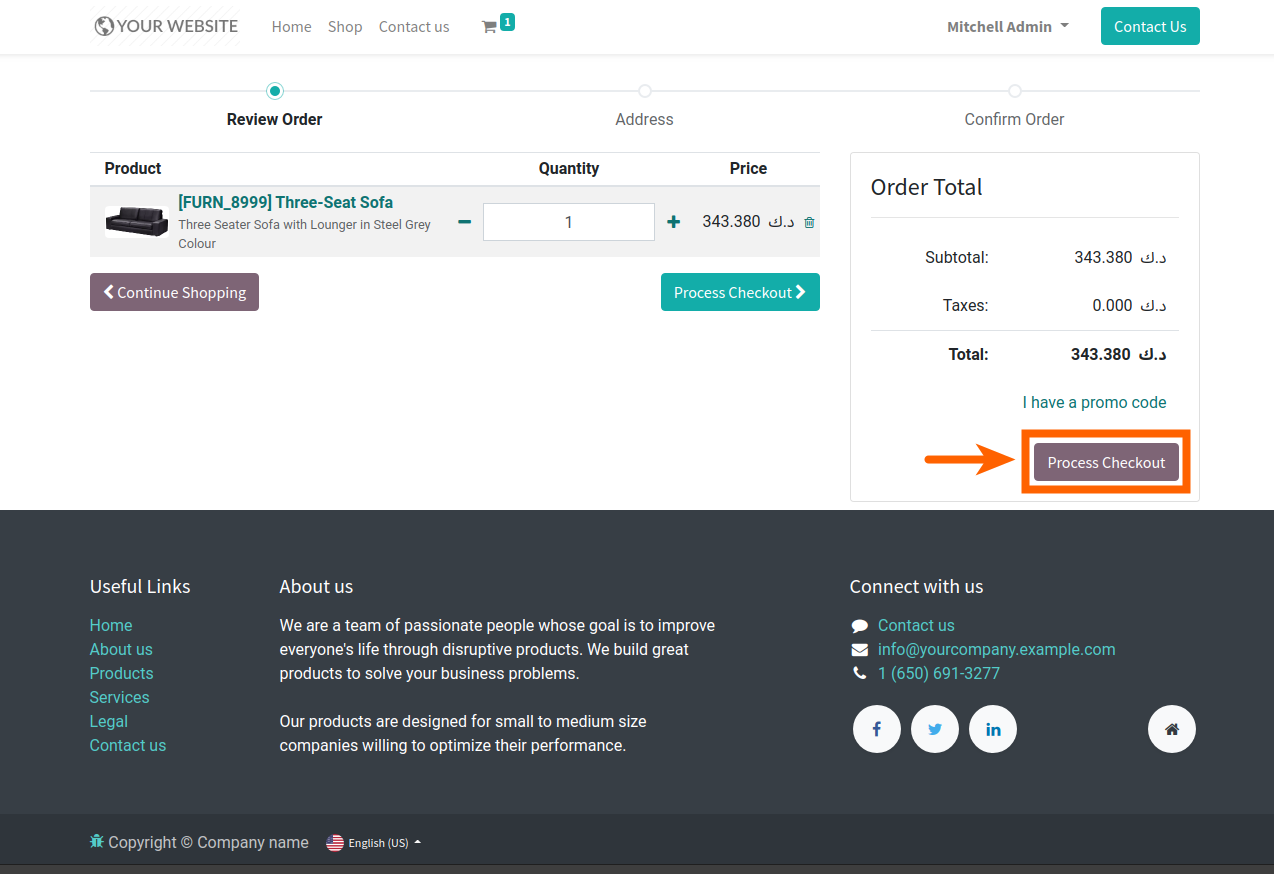 YOUR WEBSITE
Home Shop Contact us 1 Mitchell Admin Contact Us
Review Order Address Confirm Order
Product Quantity Price
[FURN_8999] Three-Seat Sofa
Three Seater Sofa with Lounger in Steel Grey
Colour
1
343.380 د.ك
Continue Shopping Process Checkout
Order Total
Subtotal: 343.380 د.ك
Taxes: 0.000 د.ك
Total: 343.380 د.ك
I have a promo code
Process Checkout
Useful Links
Home
About us
Products
Services
Legal
Contact us
About us
We are a team of passionate people whose goal is to improve
everyone's life through disruptive products. We build great
products to solve your business problems.
Our products are designed for small to medium size
companies willing to optimize their performance.
Connect with us
Contact us
info@yourcompany.example.com
1 (650) 691-3277
Copyright © Company name English (US)